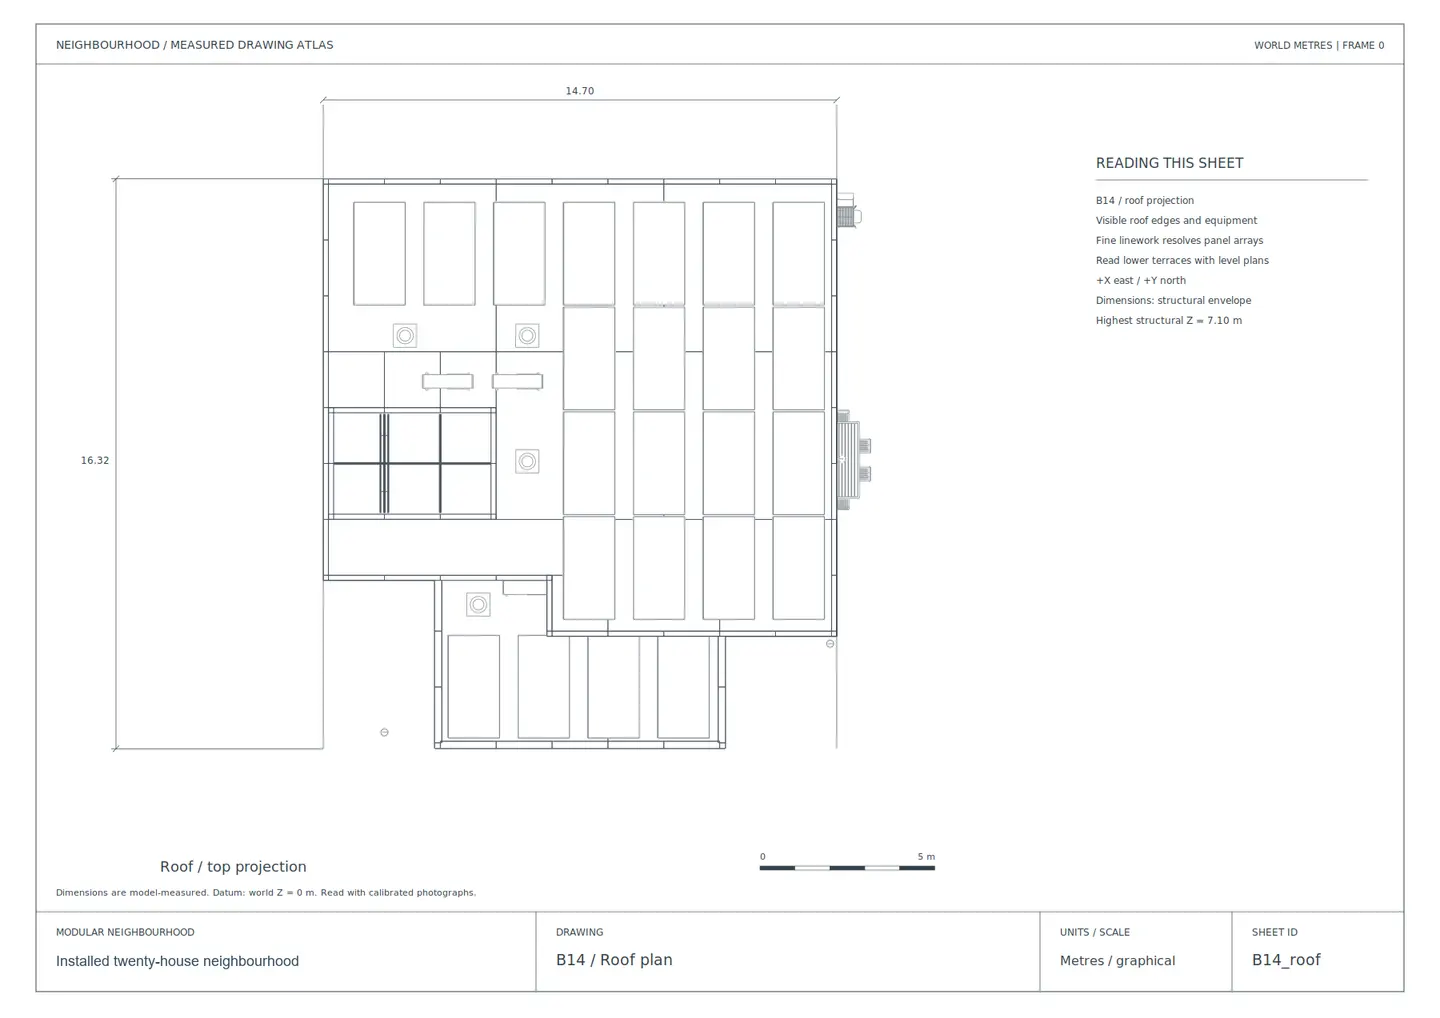 NEIGHBOURHOOD / MEASURED DRAWING ATLAS
WORLD METRES | FRAME 0
14.70
READING THIS SHEET
B14 / roof projection
Visible roof edges and equipment
Fine linework resolves panel arrays
Read lower terraces with level plans
+X east / +Y north
Dimensions: structural envelope
Highest structural Z = 7.10 m
16.32
0
5 m
Roof / top projection
Dimensions are model-measured. Datum: world Z = 0 m. Read with calibrated photographs.
MODULAR NEIGHBOURHOOD
Installed twenty-house neighbourhood
DRAWING
B14 / Roof plan
UNITS / SCALE
Metres / graphical
SHEET ID
B14_roof